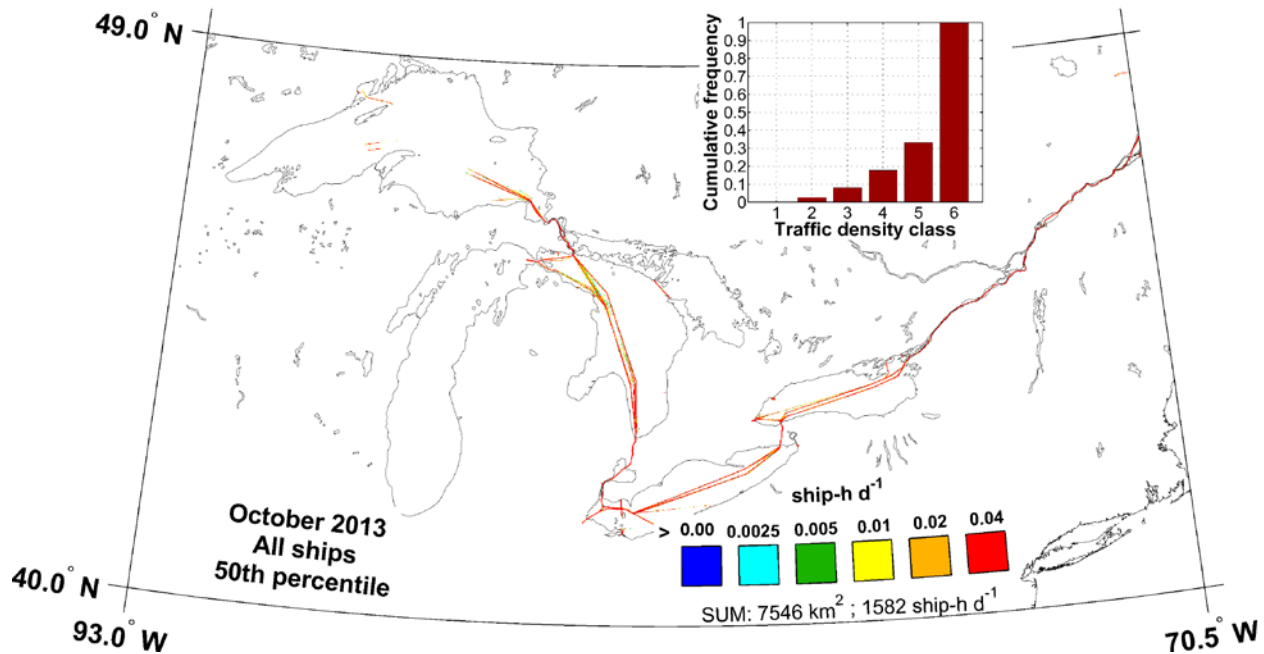 49.0° N
Cumulative frequency
1
0.9
0.8
0.7
0.6
0.5
0.4
0.3
0.2
0.1
0
1 2 3 4 5 6
Traffic density class
October 2013
All ships
50th percentile
ship-h d⁻¹
> 0.00 0.0025 0.005 0.01 0.02 0.04
SUM: 7546 km² ; 1582 ship-h d⁻¹
40.0° N
93.0° W
70.5° W